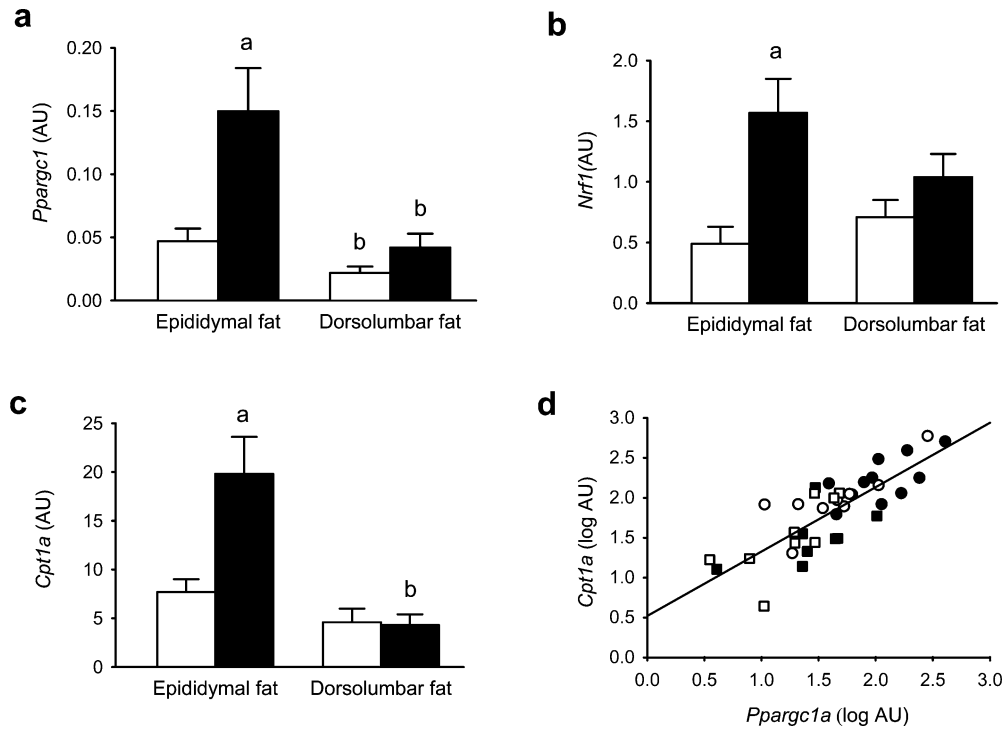 a
Ppargc1 (AU)
0.20
0.15
0.10
0.05
0.00
a
b
b
Epididymal fat
Dorsolumbar fat
b
Nrf1(AU)
2.0
1.5
1.0
0.5
0.0
a
Epididymal fat
Dorsolumbar fat
c
Cpt1a (AU)
25
20
15
10
5
0
a
b
Epididymal fat
Dorsolumbar fat
d
Cpt1a (log AU)
3.0
2.5
2.0
1.5
1.0
0.5
0.0
0.0 0.5 1.0 1.5 2.0 2.5 3.0
Ppargc1a (log AU)